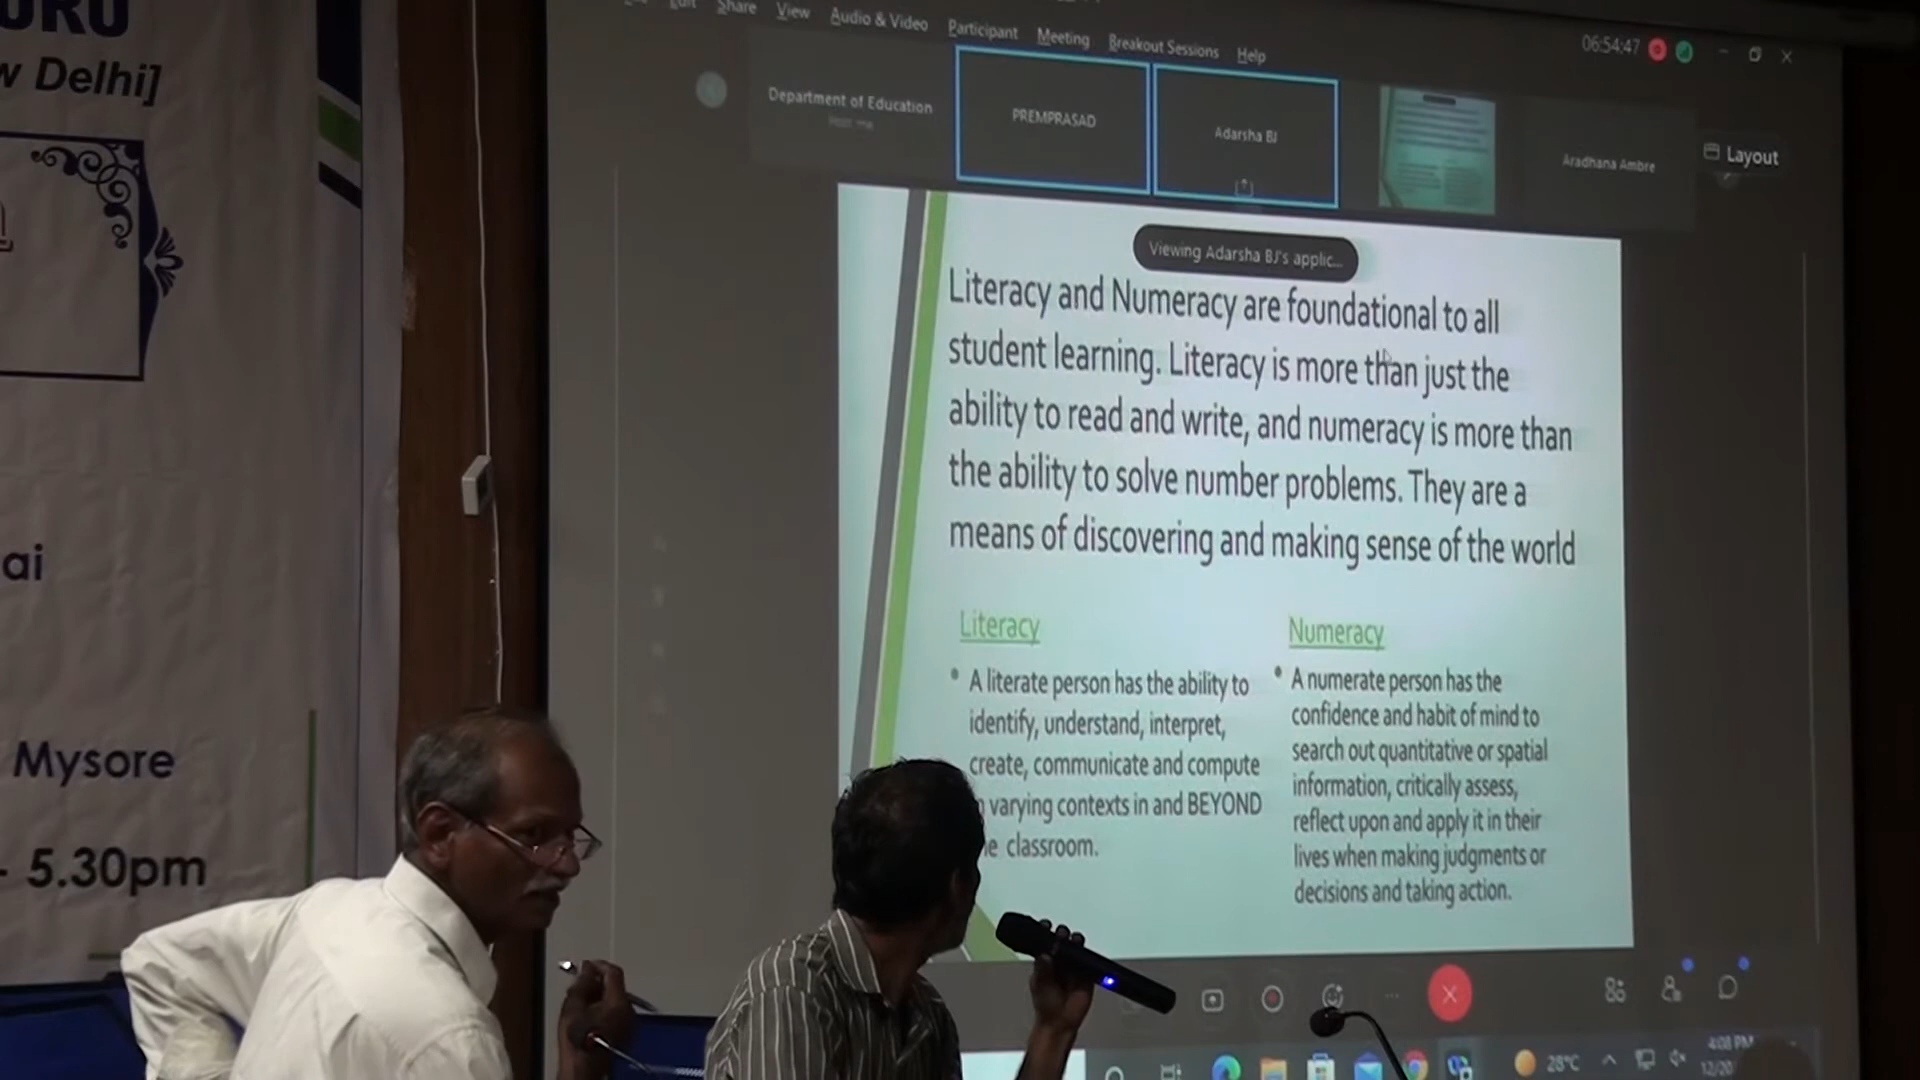 w Delhi]
ai
Mysore
- 5.30pm
Edit Share View Audio & Video Participant Meeting Breakout Sessions Help
06:54:47
Department of Education
PREMPRASAD
Adarsha BJ
Aradhana Ambre
Layout
Viewing Adarsha BJ's applic...
Literacy and Numeracy are foundational to all
student learning. Literacy is more than just the
ability to read and write, and numeracy is more than
the ability to solve number problems. They are a
means of discovering and making sense of the world
Literacy
• A literate person has the ability to
identify, understand, interpret,
create, communicate and compute
varying contexts in and BEYOND
classroom.
Numeracy
• A numerate person has the
confidence and habit of mind to
search out quantitative or spatial
information, critically assess,
reflect upon and apply it in their
lives when making judgments or
decisions and taking action.
28°C
4:08 PM